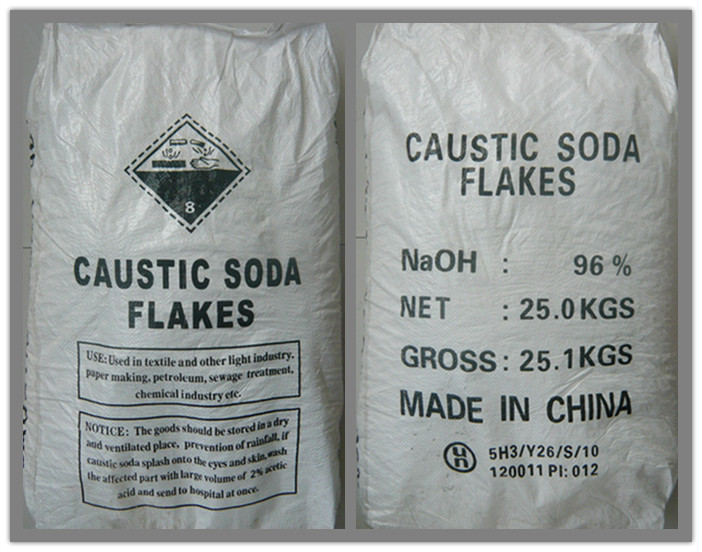 8
CAUSTIC SODA
FLAKES
USE: Used in textile and other light industry,
paper making, petroleum, sewage treatment,
chemical industry etc.
NOTICE: The goods should be stored in a dry
and ventilated place, prevention of rainfall, if
caustic soda splash onto the eyes and skin, wash
the affected part with large volume of 2% acetic
acid and send to hospital at once.
CAUSTIC SODA
FLAKES
NaOH : 96 %
NET : 25.0KGS
GROSS: 25.1KGS
MADE IN CHINA
UN 5H3/Y26/S/10
120011 PI: 012